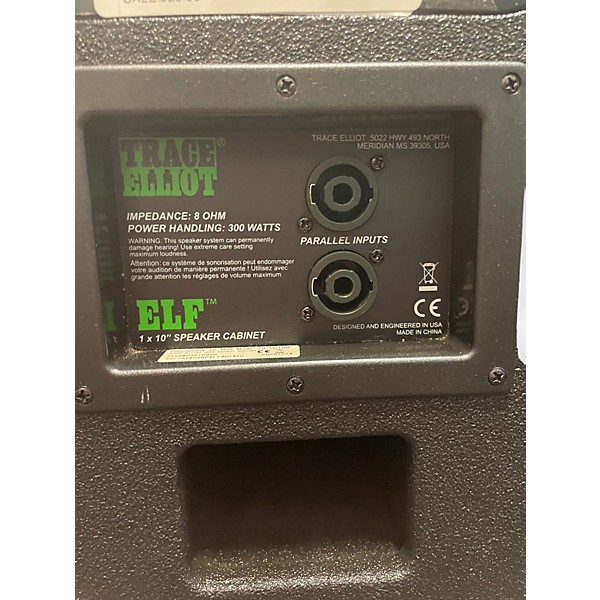 TRACE
ELLIOT®
TRACE ELLIOT 5022 HWY 493 NORTH
MERIDIAN MS 39305. USA
IMPEDANCE: 8 OHM
POWER HANDLING: 300 WATTS
WARNING: This speaker system can permanently
damage hearing! Use extreme care setting
maximum loudness.
Attention: ce système de sonorisation peut endommager
votre audition de manière permanente ! Utilisez avec
grande attention les réglages de volume maximum
PARALLEL INPUTS
ELF™
1 x 10" SPEAKER CABINET
CE
DESIGNED AND ENGINEERED IN USA
MADE IN CHINA